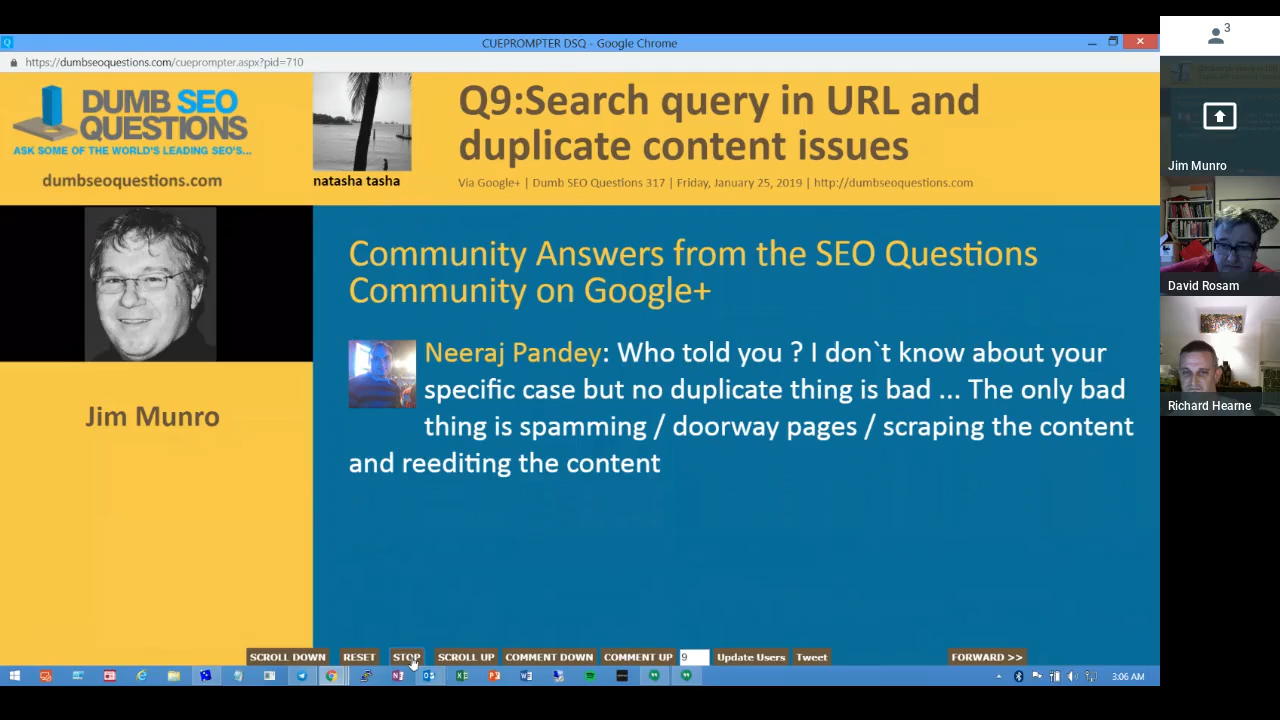 CUEPROMPTER DSQ - Google Chrome
3
https://dumbseoquestions.com/cueprompter.aspx?pid=710
DUMB SEO
QUESTIONS
ASK SOME OF THE WORLD'S LEADING SEO'S...
dumbseoquestions.com
natasha tasha
Q9:Search query in URL and
duplicate content issues
Via Google+ | Dumb SEO Questions 317 | Friday, January 25, 2019 | http://dumbseoquestions.com
Jim Munro
David Rosam
Richard Hearne
Jim Munro
Community Answers from the SEO Questions
Community on Google+
Neeraj Pandey: Who told you ? I don`t know about your
specific case but no duplicate thing is bad ... The only bad
thing is spamming / doorway pages / scraping the content
and reediting the content
SCROLL DOWN RESET STOP SCROLL UP COMMENT DOWN COMMENT UP 9 Update Users Tweet FORWARD >>
3:06 AM